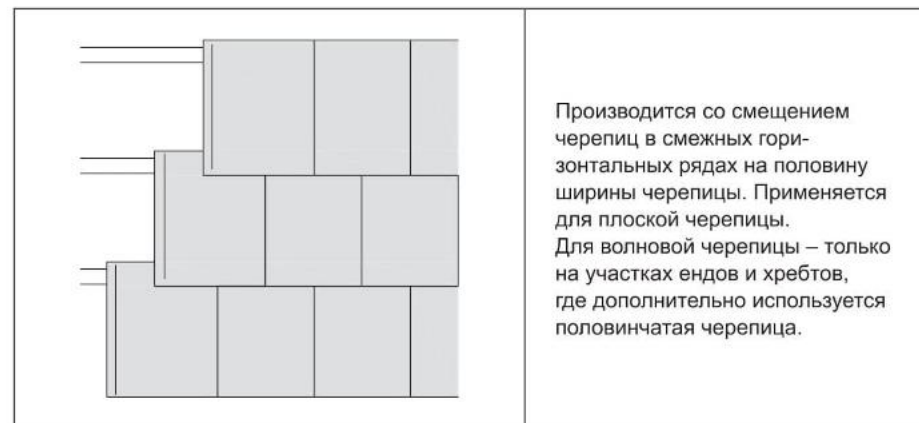 Производится со смещением
черепиц в смежных гори-
зонтальных рядах на половину
ширины черепицы. Применяется
для плоской черепицы.
Для волновой черепицы – только
на участках ендов и хребтов,
где дополнительно используется
половинчатая черепица.